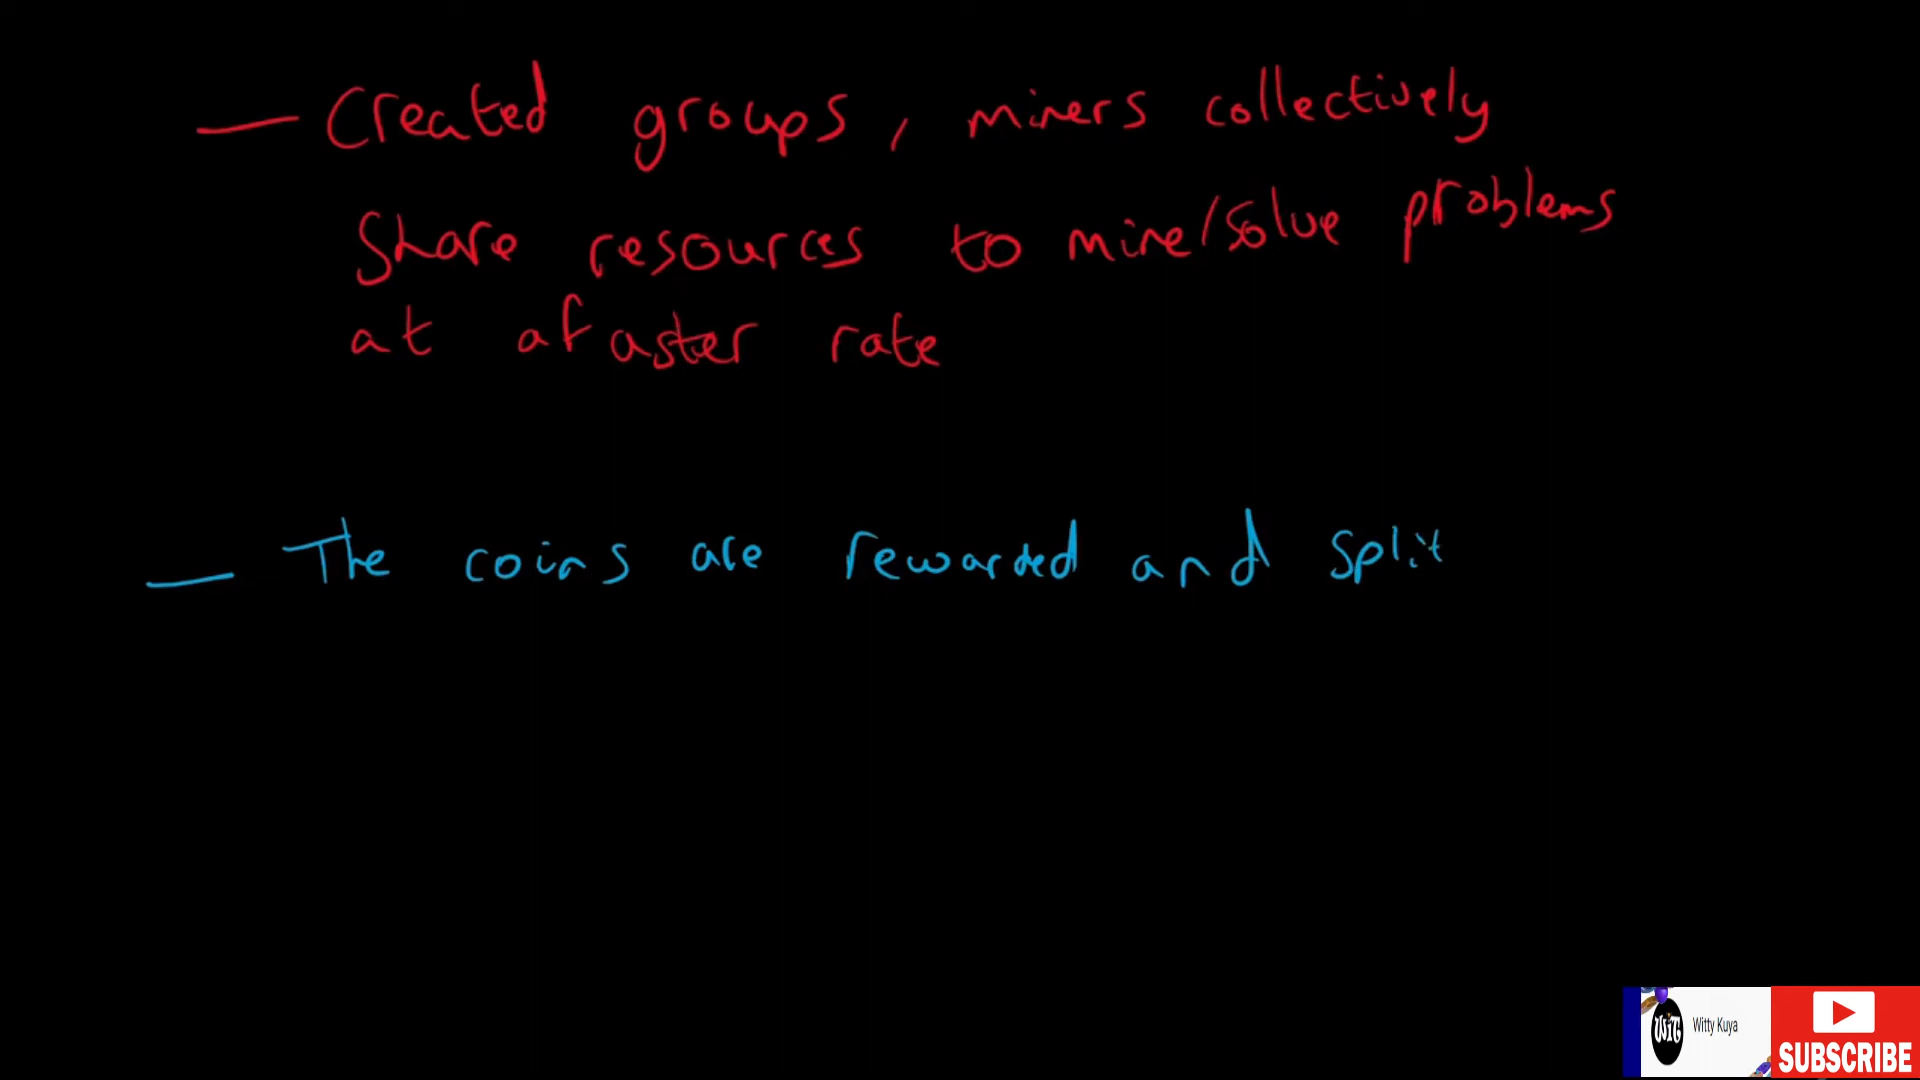 — Created groups, miners collectively
Share resources to mine/solve problems
at a faster rate
— The coins are rewarded and split
WiTG
Witty Kuya
SUBSCRIBE